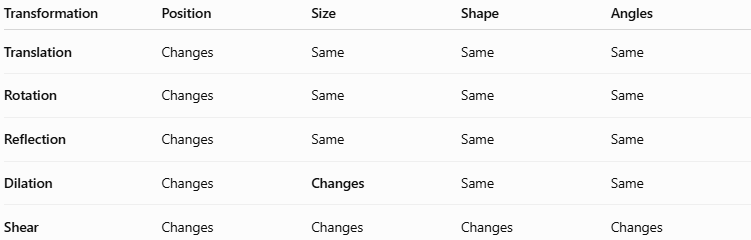 Transformation Position Size Shape Angles
Translation Changes Same Same Same
Rotation Changes Same Same Same
Reflection Changes Same Same Same
Dilation Changes Changes Same Same
Shear Changes Changes Changes Changes